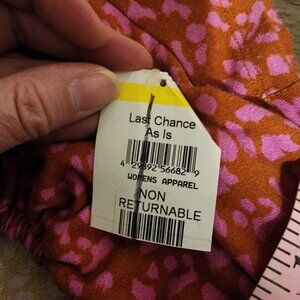 Last Chance
As Is
4 29892 56682 9
WOMENS APPAREL
NON
RETURNABLE